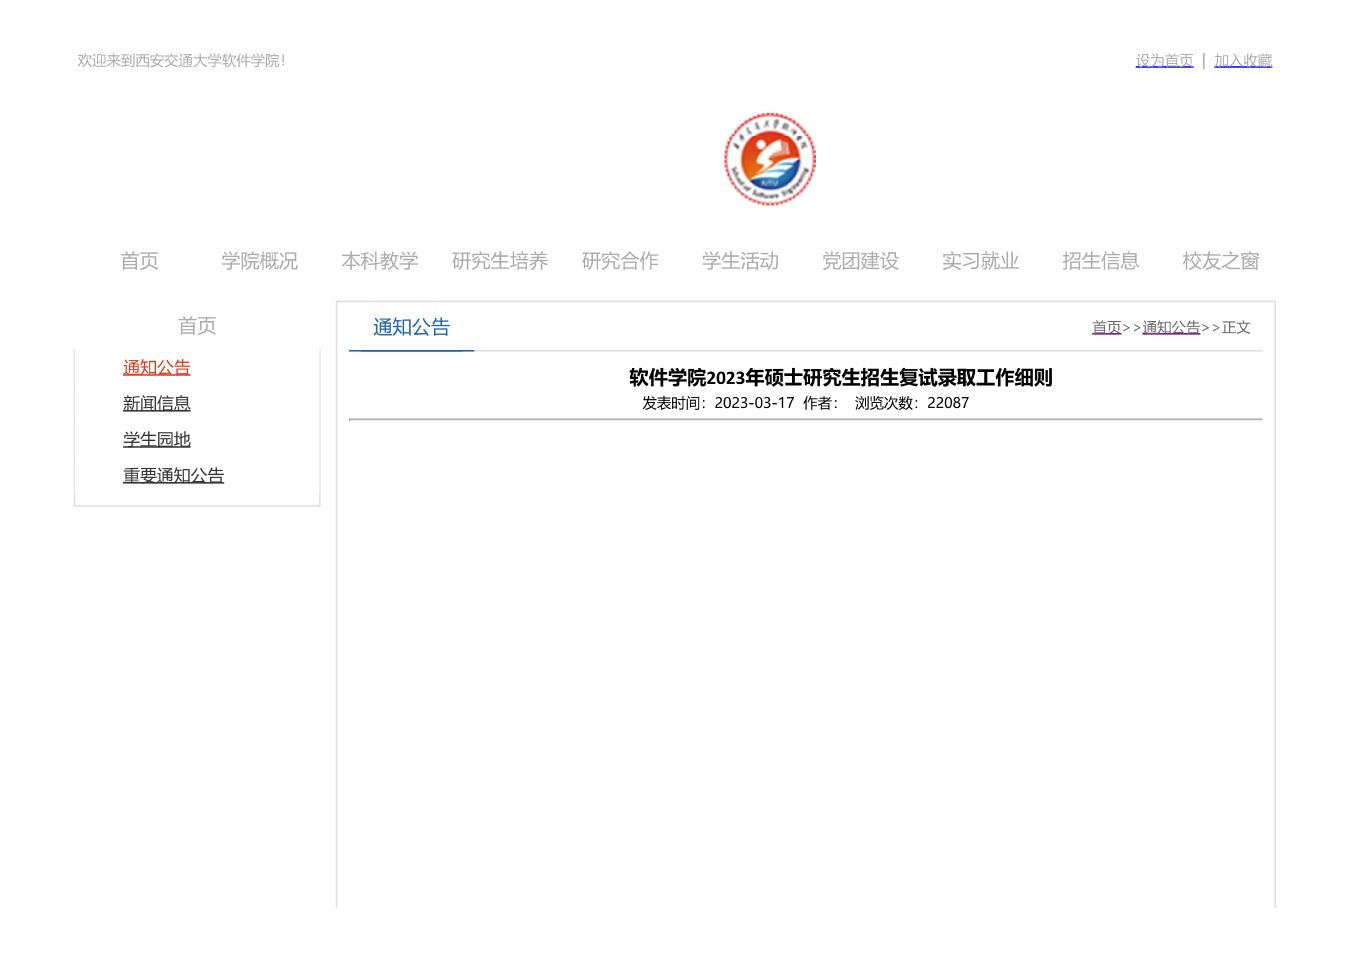 欢迎来到西安交通大学软件学院！
设为首页 | 加入收藏
School of Software Engineering
XJTU
首页 学院概况 本科教学 研究生培养 研究合作 学生活动 党团建设 实习就业 招生信息 校友之窗
首页
通知公告
新闻信息
学生园地
重要通知公告
通知公告
首页>>通知公告>>正文
软件学院2023年硕士研究生招生复试录取工作细则
发表时间：2023-03-17 作者： 浏览次数：22087